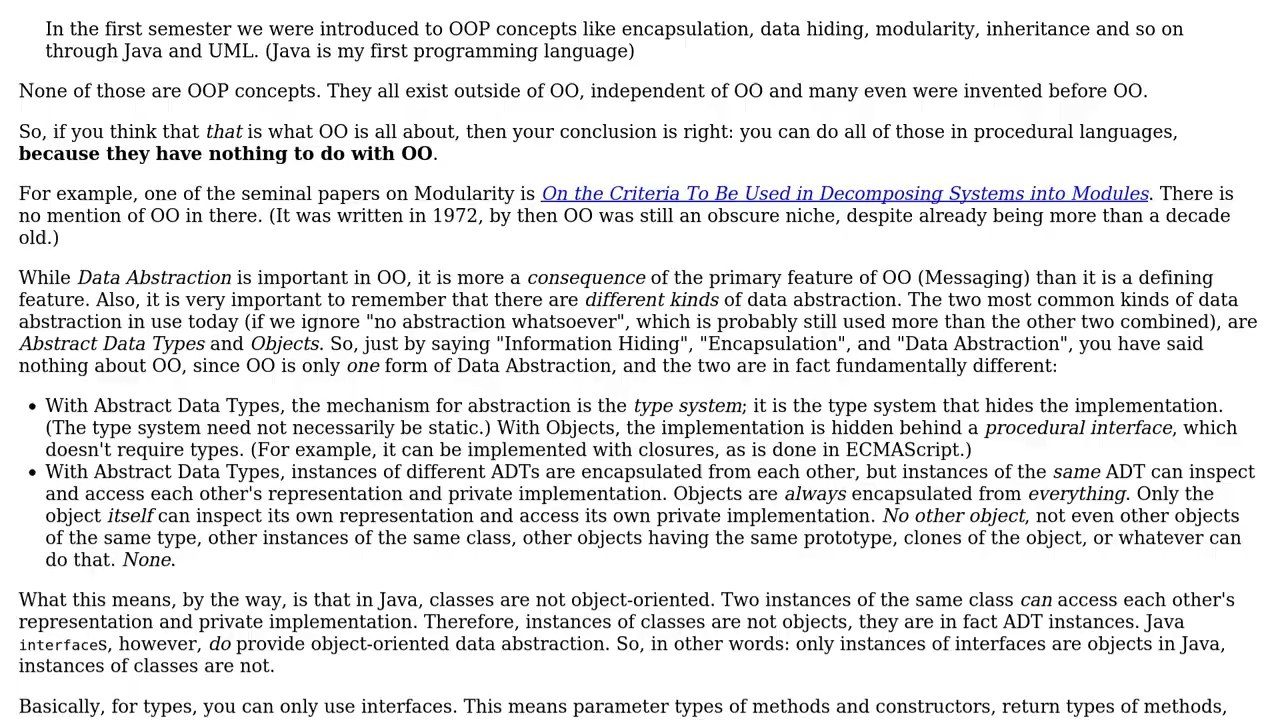 In the first semester we were introduced to OOP concepts like encapsulation, data hiding, modularity, inheritance and so on
through Java and UML. (Java is my first programming language)
None of those are OOP concepts. They all exist outside of OO, independent of OO and many even were invented before OO.
So, if you think that that is what OO is all about, then your conclusion is right: you can do all of those in procedural languages,
because they have nothing to do with OO.
For example, one of the seminal papers on Modularity is On the Criteria To Be Used in Decomposing Systems into Modules. There is
no mention of OO in there. (It was written in 1972, by then OO was still an obscure niche, despite already being more than a decade
old.)
While Data Abstraction is important in OO, it is more a consequence of the primary feature of OO (Messaging) than it is a defining
feature. Also, it is very important to remember that there are different kinds of data abstraction. The two most common kinds of data
abstraction in use today (if we ignore "no abstraction whatsoever", which is probably still used more than the other two combined), are
Abstract Data Types and Objects. So, just by saying "Information Hiding", "Encapsulation", and "Data Abstraction", you have said
nothing about OO, since OO is only one form of Data Abstraction, and the two are in fact fundamentally different:
• With Abstract Data Types, the mechanism for abstraction is the type system; it is the type system that hides the implementation.
(The type system need not necessarily be static.) With Objects, the implementation is hidden behind a procedural interface, which
doesn't require types. (For example, it can be implemented with closures, as is done in ECMAScript.)
• With Abstract Data Types, instances of different ADTs are encapsulated from each other, but instances of the same ADT can inspect
and access each other's representation and private implementation. Objects are always encapsulated from everything. Only the
object itself can inspect its own representation and access its own private implementation. No other object, not even other objects
of the same type, other instances of the same class, other objects having the same prototype, clones of the object, or whatever can
do that. None.
What this means, by the way, is that in Java, classes are not object-oriented. Two instances of the same class can access each other's
representation and private implementation. Therefore, instances of classes are not objects, they are in fact ADT instances. Java
interfaces, however, do provide object-oriented data abstraction. So, in other words: only instances of interfaces are objects in Java,
instances of classes are not.
Basically, for types, you can only use interfaces. This means parameter types of methods and constructors, return types of methods,